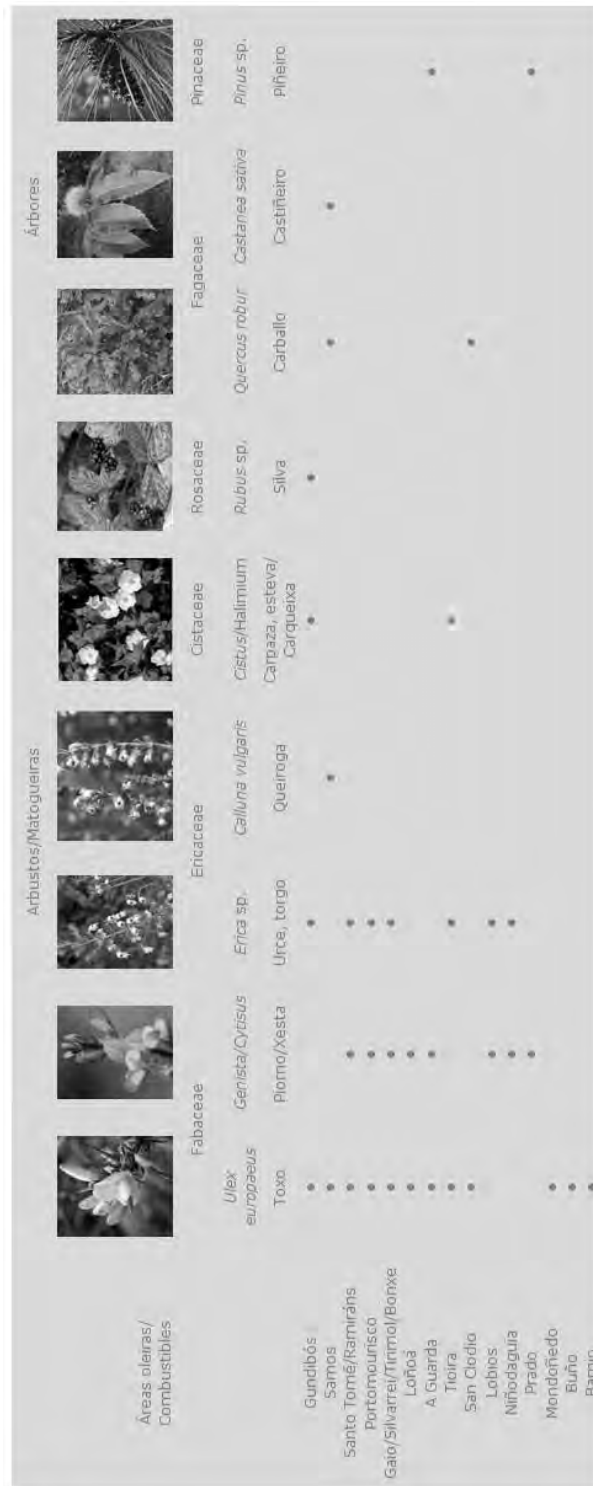 Arbustos/Matogueiras Árbores
Áreas oleiras/
Combustibles
Fabaceae Ericaceae Cistaceae Rosaceae Fagaceae Pinaceae
Ulex
europaeus
Genista/Cytisus
Erica sp.
Calluna vulgaris
Cistus/Halimium
Rubus sp.
Quercus robur
Castanea sativa
Pinus sp.
Toxo
Piorno/Xesta
Urce, torgo
Queiroga
Carpaza, esteva/
Carqueixa
Silva
Carballo
Castiñeiro
Piñeiro
Gundibós
Samos
Santo Tomé/Ramiráns
Portomourisco
Gaio/Silvarrei/Tirimol/Bonxe
Loñoá
A Guarda
Tioira
San Clodio
Lobios
Niñodaguia
Prado
Mondoñedo
Buño